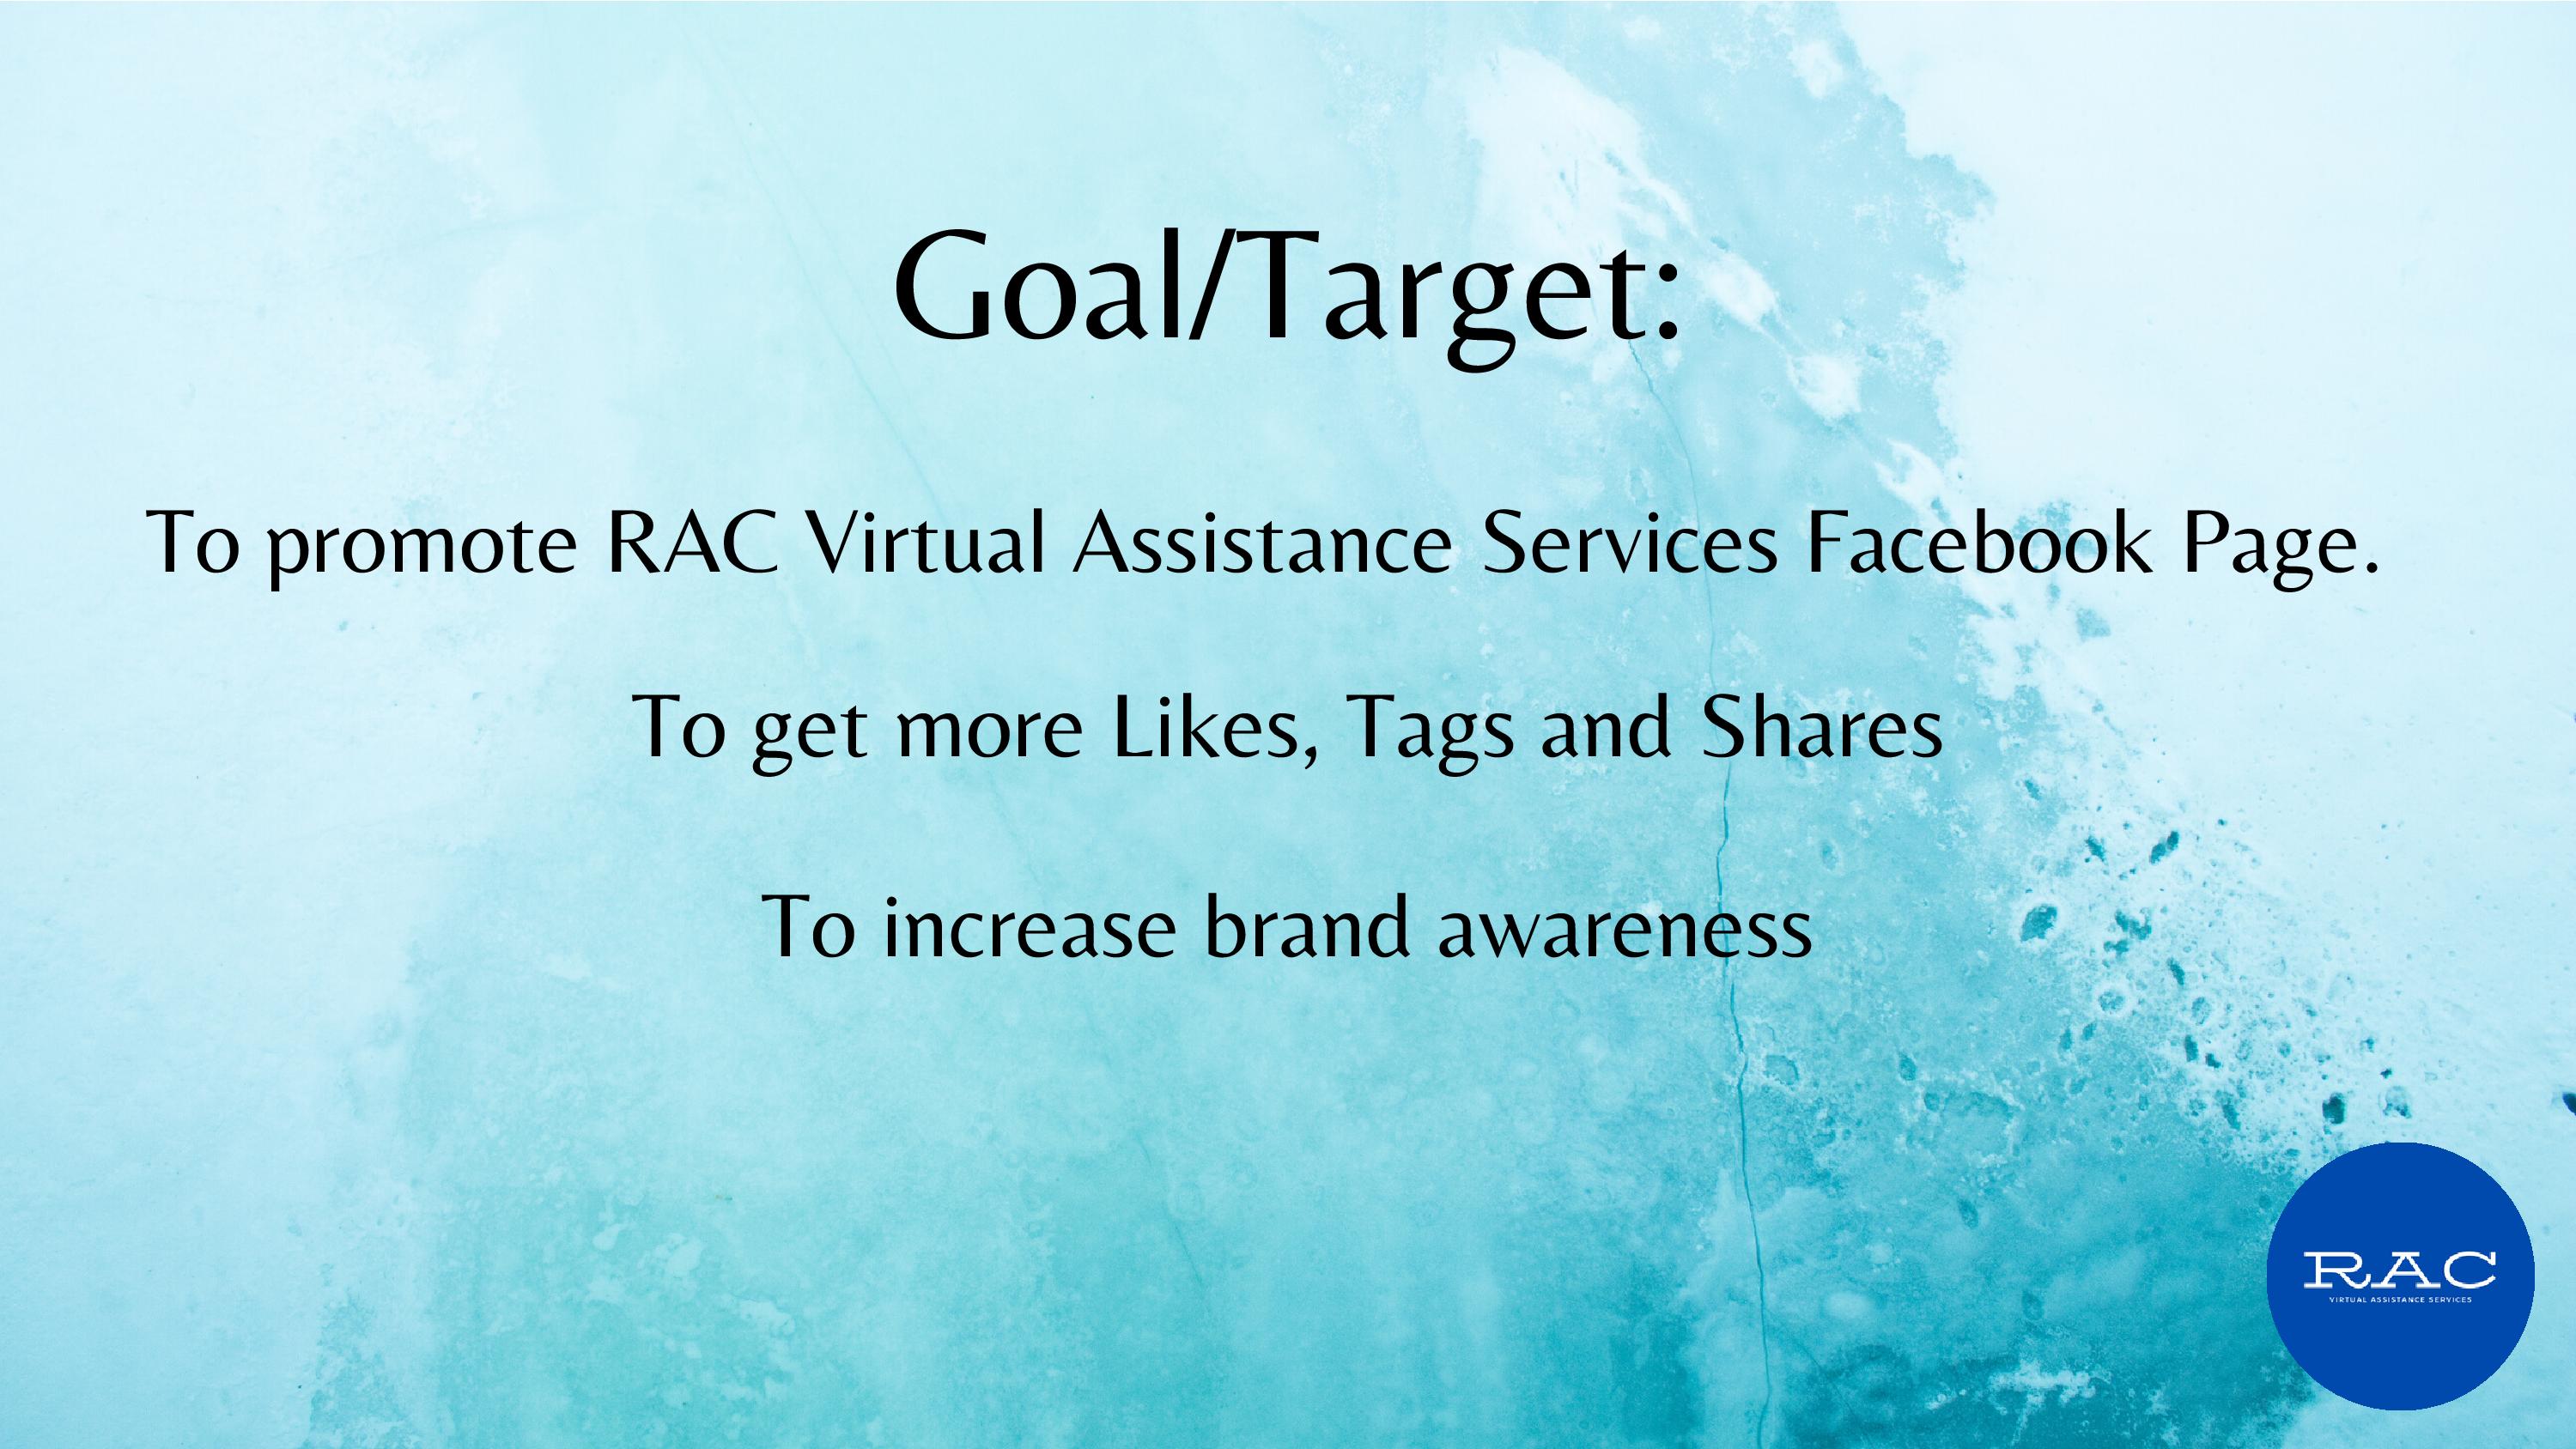 Goal/Target:
To promote RAC Virtual Assistance Services Facebook Page.
To get more Likes, Tags and Shares
To increase brand awareness
RAC
VIRTUAL ASSISTANCE SERVICES